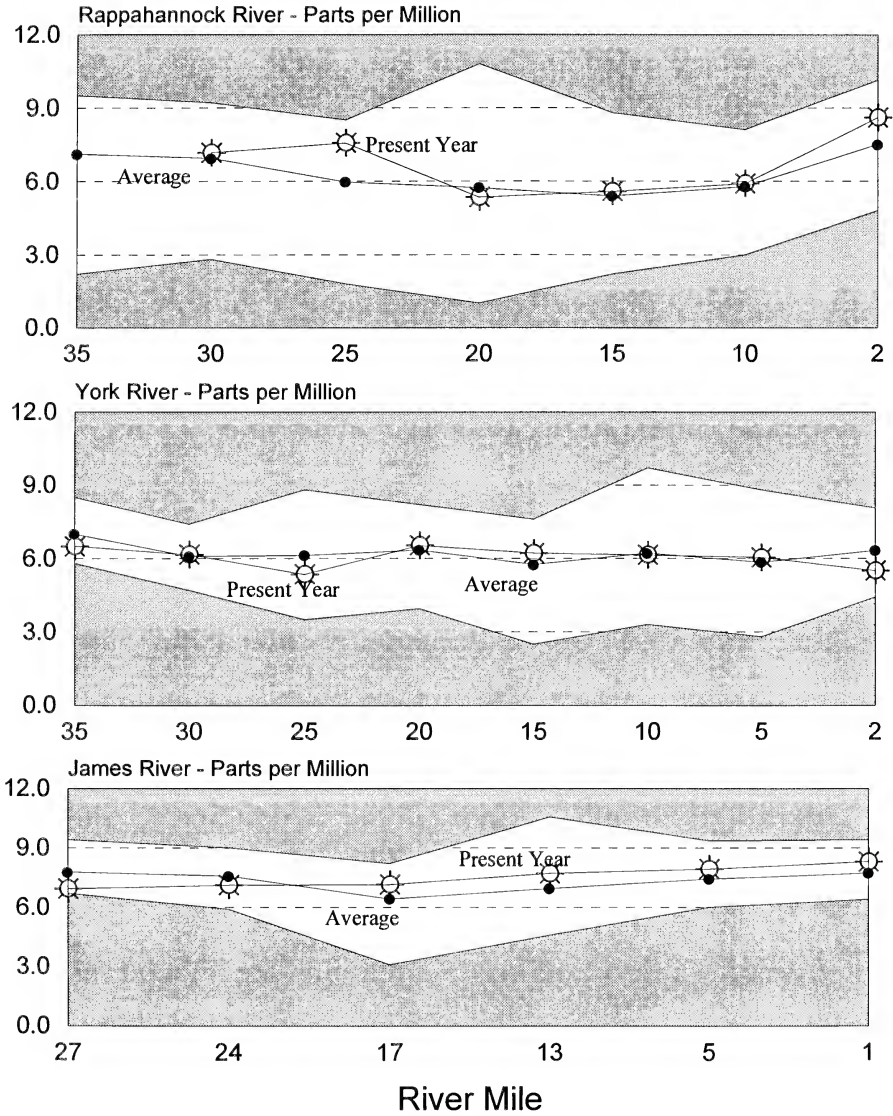 Rappahannock River - Parts per Million
12.0
9.0
Present Year
Average
6.0
3.0
0.0
35 30 25 20 15 10 2
York River - Parts per Million
12.0
9.0
6.0
Present Year
Average
3.0
0.0
35 30 25 20 15 10 5 2
James River - Parts per Million
12.0
9.0
Present Year
Average
6.0
3.0
0.0
27 24 17 13 5 1
River Mile